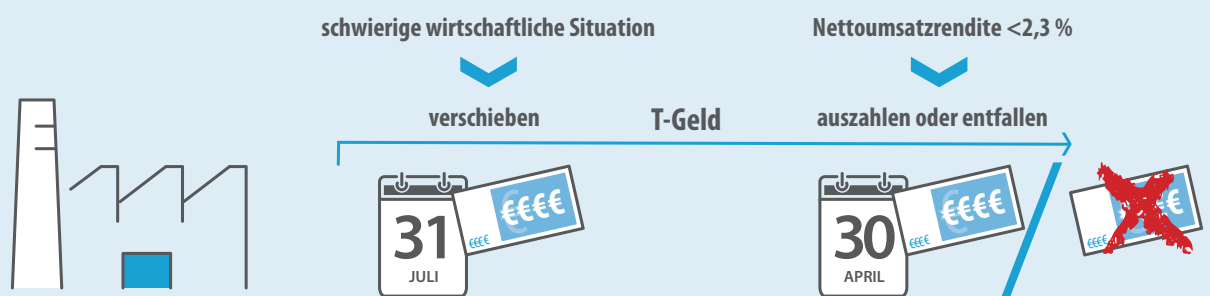 schwierige wirtschaftliche Situation
Nettoumsatzrendite <2,3 %
verschieben
T-Geld
auszahlen oder entfallen
31
JULI
€
€€€€
€€€€
30
APRIL
€
€€€€
€€€€
€€€€